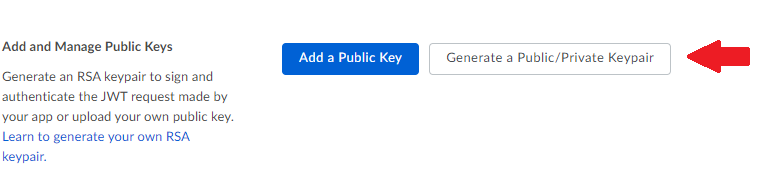 Add and Manage Public Keys
Add a Public Key
Generate a Public/Private Keypair
Generate an RSA keypair to sign and
authenticate the JWT request made by
your app or upload your own public key.
Learn to generate your own RSA
keypair.